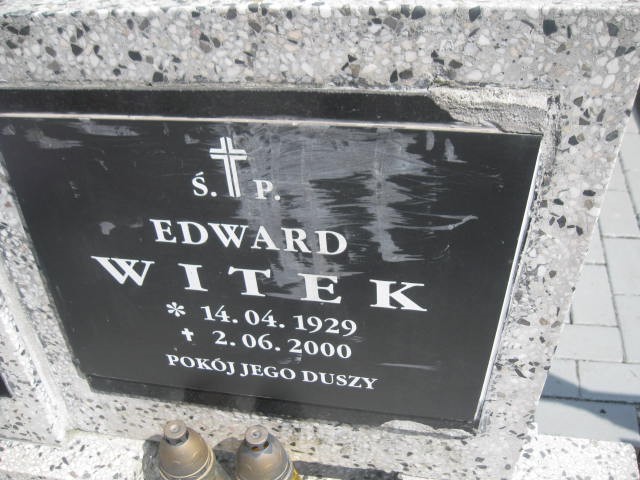 Ś. P.
EDWARD
WITEK
* 14. 04. 1929
✝ 2. 06. 2000
POKÓJ JEGO DUSZY